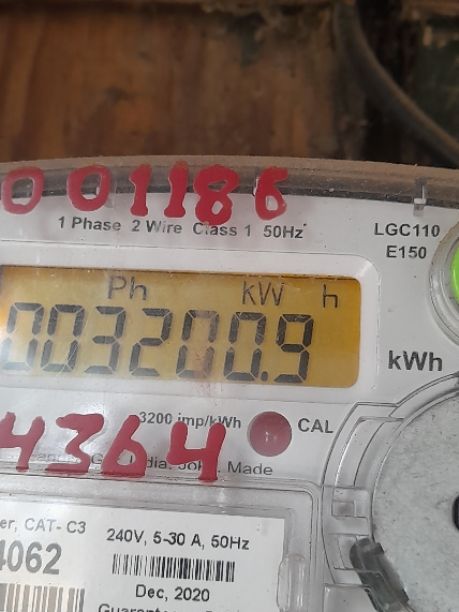 001186
1 Phase 2 Wire Class 1 50Hz
LGC110
E150
Ph kW h
003200.9
kWh
3200 imp/kWh CAL
4364
Made
er, CAT- C3
4062
240V, 5-30 A, 50Hz
Dec, 2020